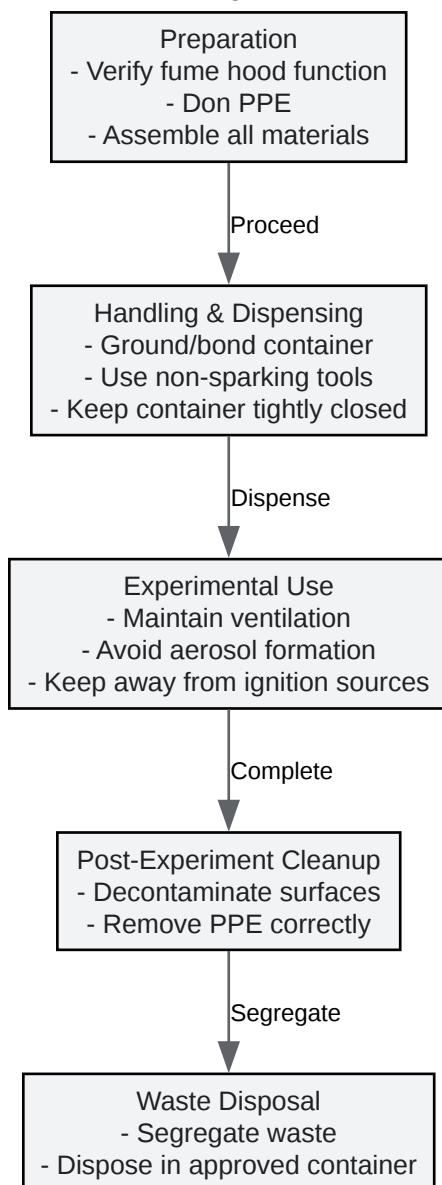 Preparation
- Verify fume hood function
- Don PPE
- Assemble all materials
Proceed
Handling & Dispensing
- Ground/bond container
- Use non-sparking tools
- Keep container tightly closed
Dispense
Experimental Use
- Maintain ventilation
- Avoid aerosol formation
- Keep away from ignition sources
Complete
Post-Experiment Cleanup
- Decontaminate surfaces
- Remove PPE correctly
Segregate
Waste Disposal
- Segregate waste
- Dispose in approved container